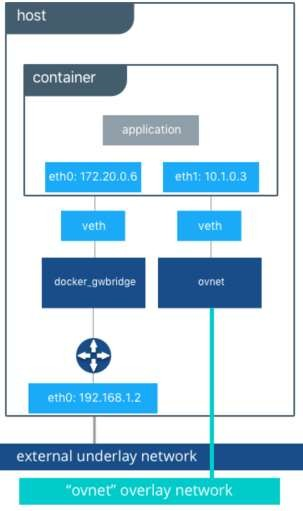 host
container
application
eth0: 172.20.0.6
eth1: 10.1.0.3
veth
veth
docker_gwbridge
ovnet
eth0: 192.168.1.2
external underlay network
“ovnet” overlay network